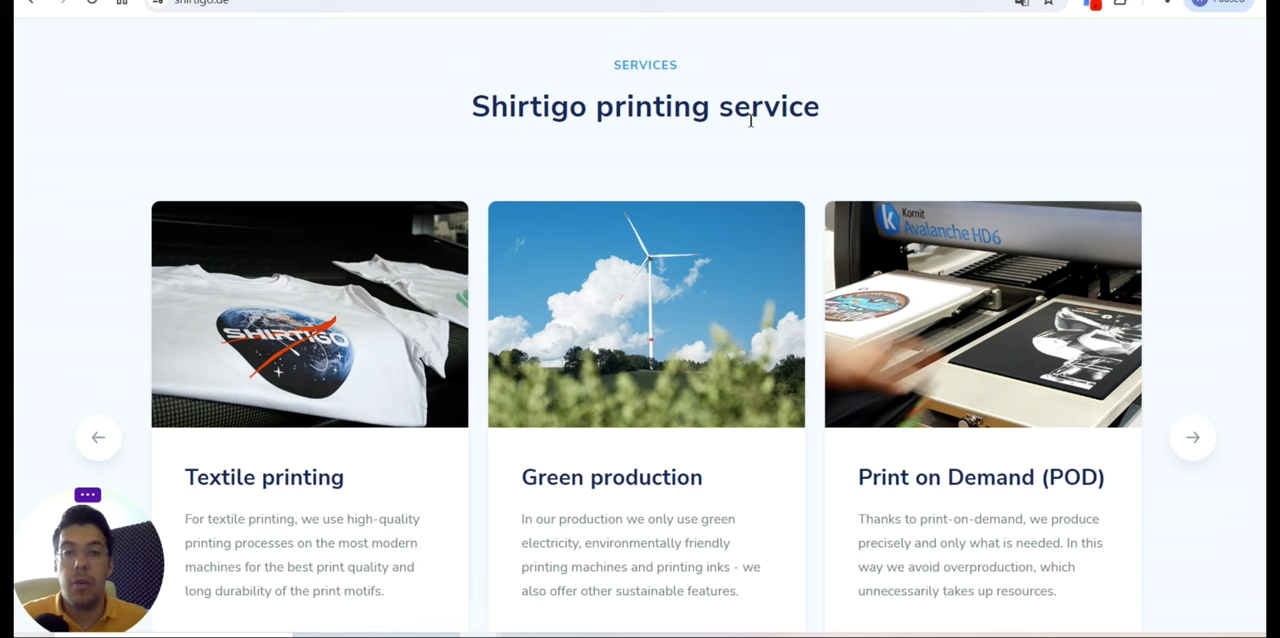 shirtigo.de
Paused
SERVICES
Shirtigo printing service
SHIRTIGO
Kornit
Avalanche HD6
Textile printing
Green production
Print on Demand (POD)
For textile printing, we use high-quality
printing processes on the most modern
machines for the best print quality and
long durability of the print motifs.
In our production we only use green
electricity, environmentally friendly
printing machines and printing inks - we
also offer other sustainable features.
Thanks to print-on-demand, we produce
precisely and only what is needed. In this
way we avoid overproduction, which
unnecessarily takes up resources.